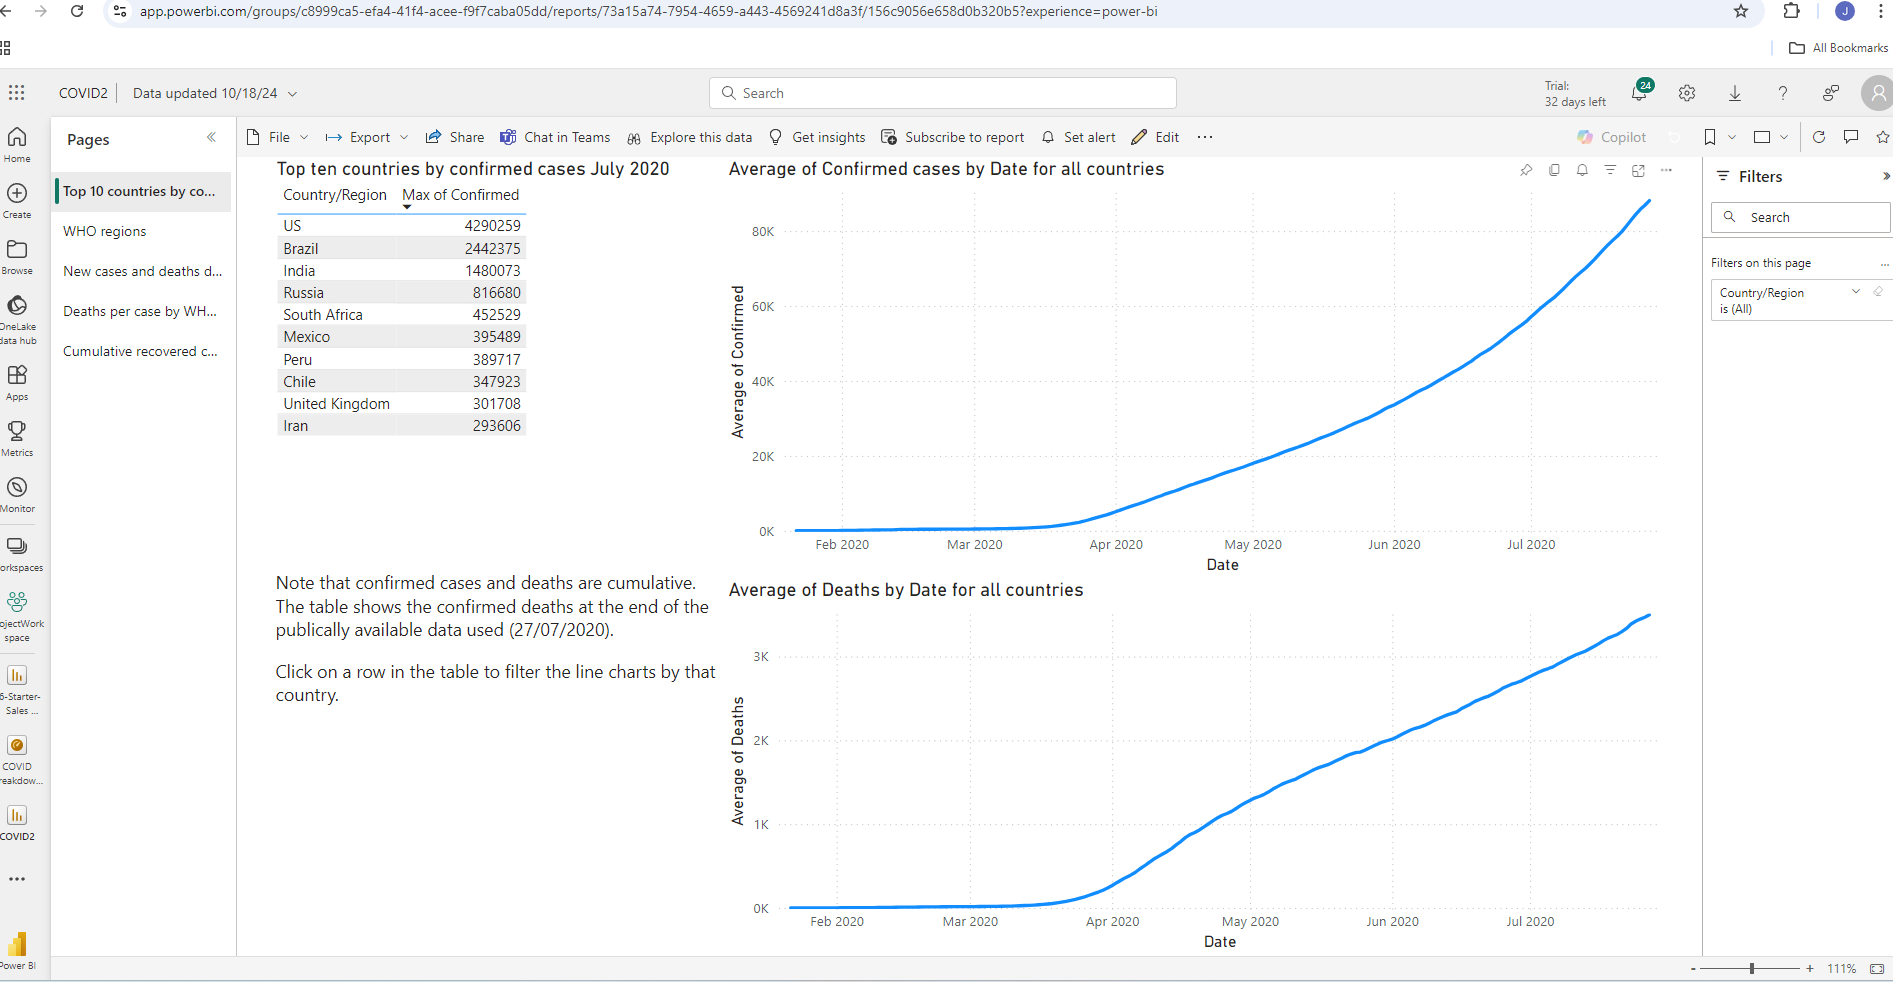 app.powerbi.com/groups/c8999ca5-efa4-41f4-acee-f9f7caba05dd/reports/73a15a74-7954-4659-a443-4569241d8a3f/156c9056e658d0b320b5?experience=power-bi
J
All Bookmarks
COVID2
Data updated 10/18/24
Search
Trial:
32 days left
24
Home
Create
Browse
OneLake
data hub
Apps
Metrics
Monitor
orkspaces
ojectWork
space
6-Starter-
Sales ...
COVID
reakdow...
COVID2
Power BI
Pages
Top 10 countries by co...
WHO regions
New cases and deaths d...
Deaths per case by WH...
Cumulative recovered c...
File
Export
Share
Chat in Teams
Explore this data
Get insights
Subscribe to report
Set alert
Edit
Copilot
Top ten countries by confirmed cases July 2020
Country/Region Max of Confirmed
US 4290259
Brazil 2442375
India 1480073
Russia 816680
South Africa 452529
Mexico 395489
Peru 389717
Chile 347923
United Kingdom 301708
Iran 293606
Note that confirmed cases and deaths are cumulative.
The table shows the confirmed deaths at the end of the
publically available data used (27/07/2020).
Click on a row in the table to filter the line charts by that
country.
Average of Confirmed cases by Date for all countries
Average of Confirmed
80K
60K
40K
20K
0K
Feb 2020 Mar 2020 Apr 2020 May 2020 Jun 2020 Jul 2020
Date
Average of Deaths by Date for all countries
Average of Deaths
3K
2K
1K
0K
Feb 2020 Mar 2020 Apr 2020 May 2020 Jun 2020 Jul 2020
Date
Filters
Search
Filters on this page
Country/Region
is (All)
- + 111%